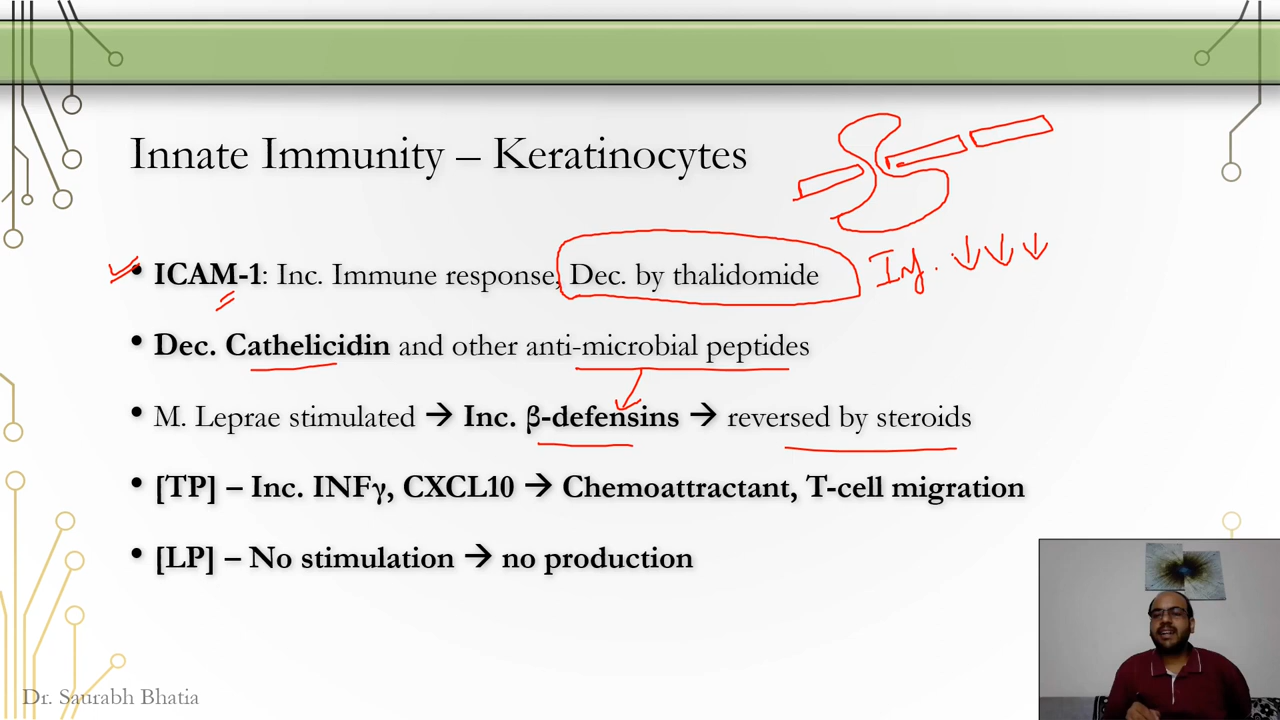 Innate Immunity – Keratinocytes
• ICAM-1: Inc. Immune response, Dec. by thalidomide
Inf. ↓↓↓
• Dec. Cathelicidin and other anti-microbial peptides
• M. Leprae stimulated → Inc. β-defensins → reversed by steroids
• [TP] – Inc. INFγ, CXCL10 → Chemoattractant, T-cell migration
• [LP] – No stimulation → no production
Dr. Saurabh Bhatia